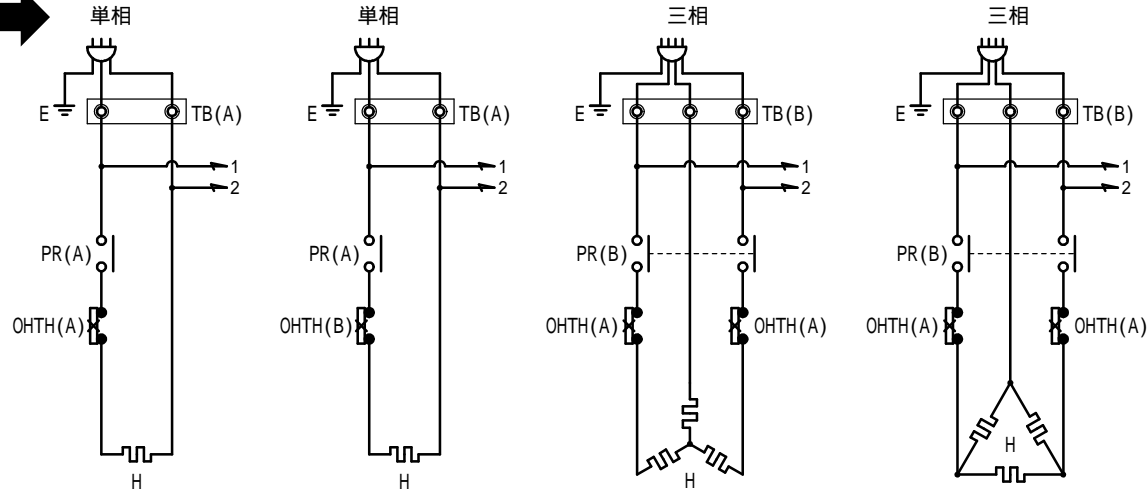 単相
単相
三相
三相
E
TB(A)
E
TB(A)
E
TB(B)
E
TB(B)
1
1
1
1
2
2
2
2
PR(A)
PR(A)
PR(B)
PR(B)
OHTH(A)
OHTH(B)
OHTH(A)
OHTH(A)
OHTH(A)
OHTH(A)
H
H
H
H